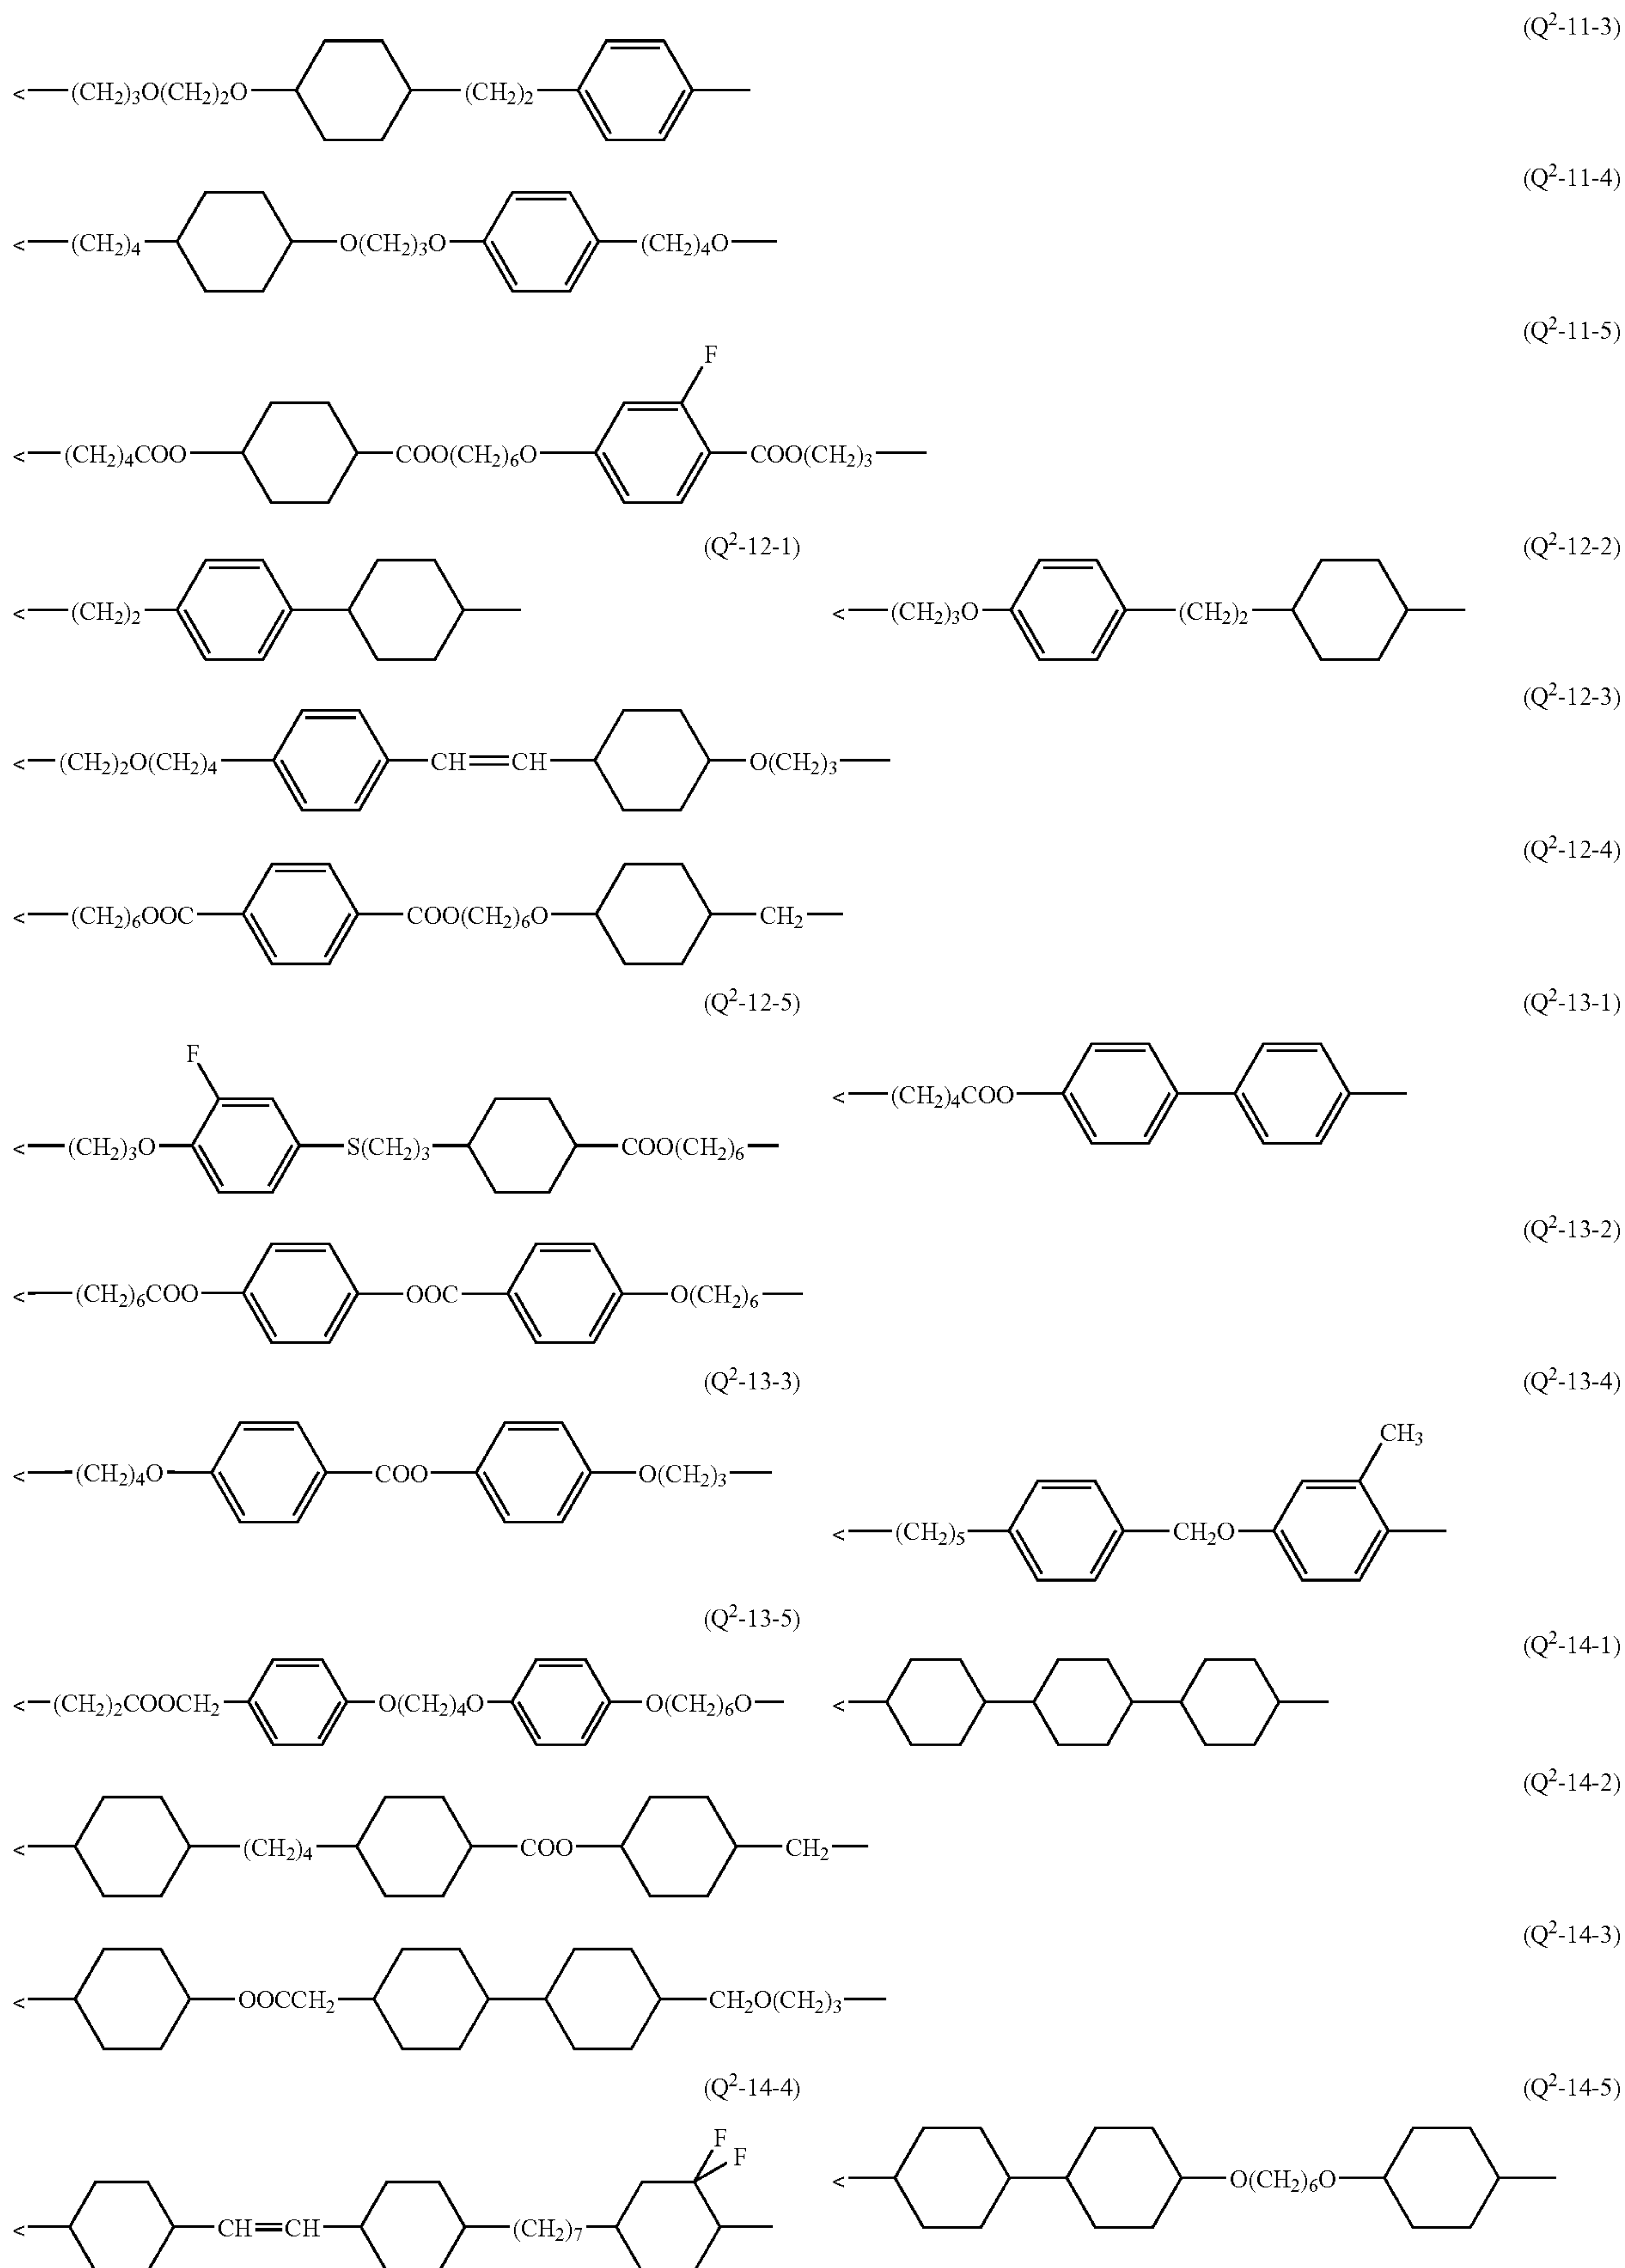 (Q²-11-3)
<—(CH₂)₃O(CH₂)₂O (CH₂)₂
(Q²-11-4)
<—(CH₂)₄ O(CH₂)₃O (CH₂)₄O—
(Q²-11-5)
F
<—(CH₂)₄COO COO(CH₂)₆O COO(CH₂)₃—
(Q²-12-1) (Q²-12-2)
<—(CH₂)₂ <—(CH₂)₃O (CH₂)₂
(Q²-12-3)
<—(CH₂)₂O(CH₂)₄ CH=CH O(CH₂)₃—
(Q²-12-4)
<—(CH₂)₆OOC COO(CH₂)₆O CH₂—
(Q²-12-5) (Q²-13-1)
F
<—(CH₂)₄COO
<—(CH₂)₃O S(CH₂)₃ COO(CH₂)₆—
(Q²-13-2)
<—(CH₂)₆COO OOC O(CH₂)₆—
(Q²-13-3) (Q²-13-4)
CH₃
<—(CH₂)₄O COO O(CH₂)₃—
<—(CH₂)₅ CH₂O
(Q²-13-5) (Q²-14-1)
<—(CH₂)₂COOCH₂ O(CH₂)₄O O(CH₂)₆O— <—
(Q²-14-2)
<— (CH₂)₄ COO CH₂—
(Q²-14-3)
<— OOCCH₂ CH₂O(CH₂)₃—
(Q²-14-4) (Q²-14-5)
F
F
<— O(CH₂)₆O
<— CH=CH (CH₂)₇